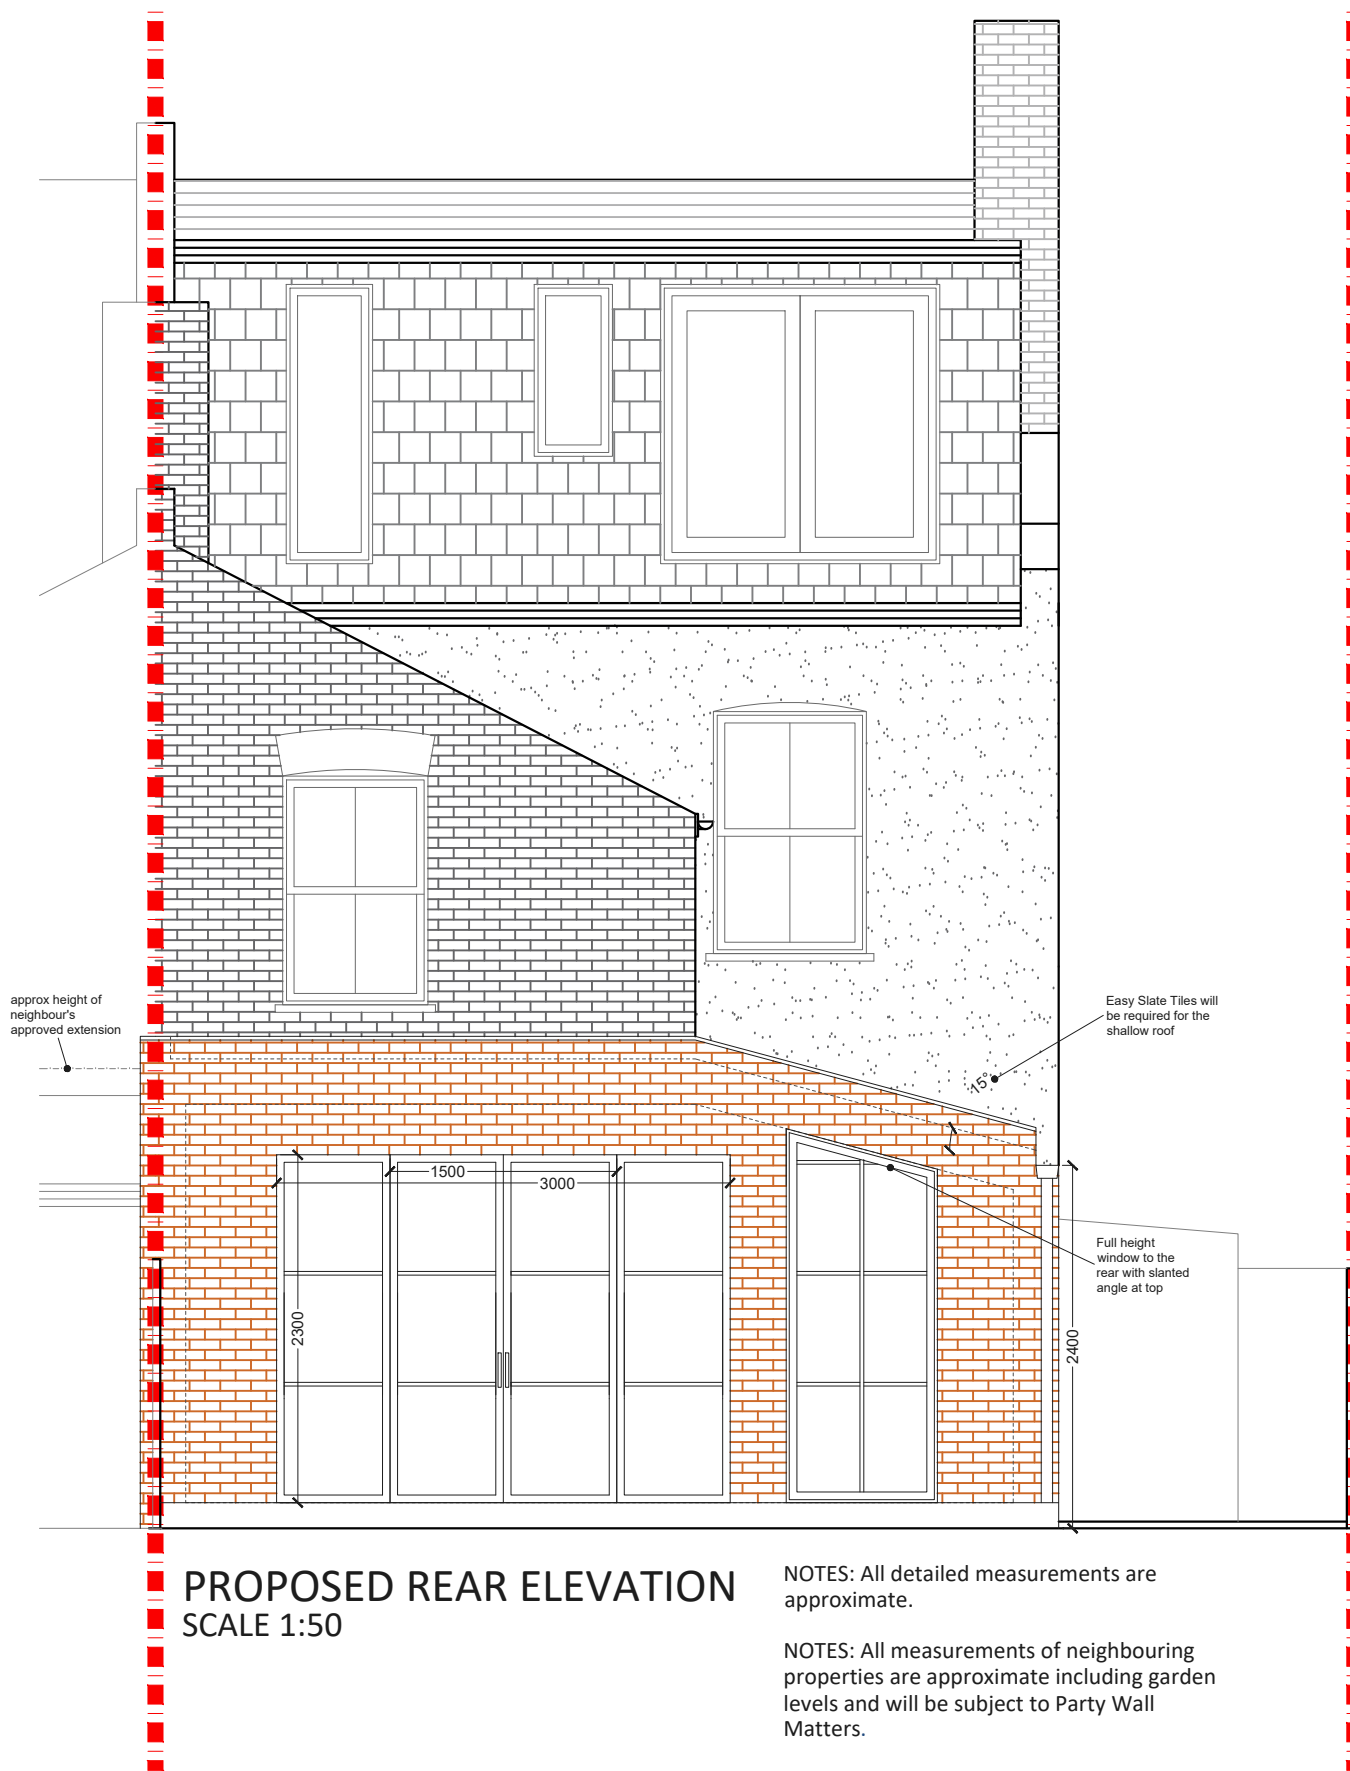 approx height of
neighbour's
approved extension
Easy Slate Tiles will
be required for the
shallow roof
15°
1500
3000
2300
Full height
window to the
rear with slanted
angle at top
2400
PROPOSED REAR ELEVATION
SCALE 1:50
NOTES: All detailed measurements are
approximate.
NOTES: All measurements of neighbouring
properties are approximate including garden
levels and will be subject to Party Wall
Matters.